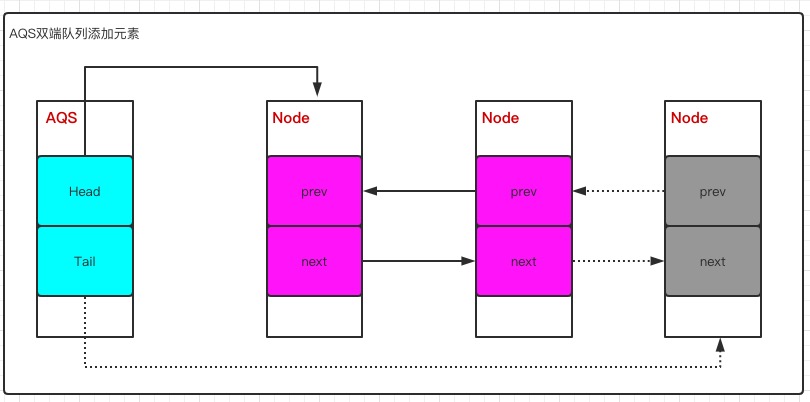 AQS双端队列添加元素
AQS
Node
Node
Node
Head
prev
prev
prev
Tail
next
next
next